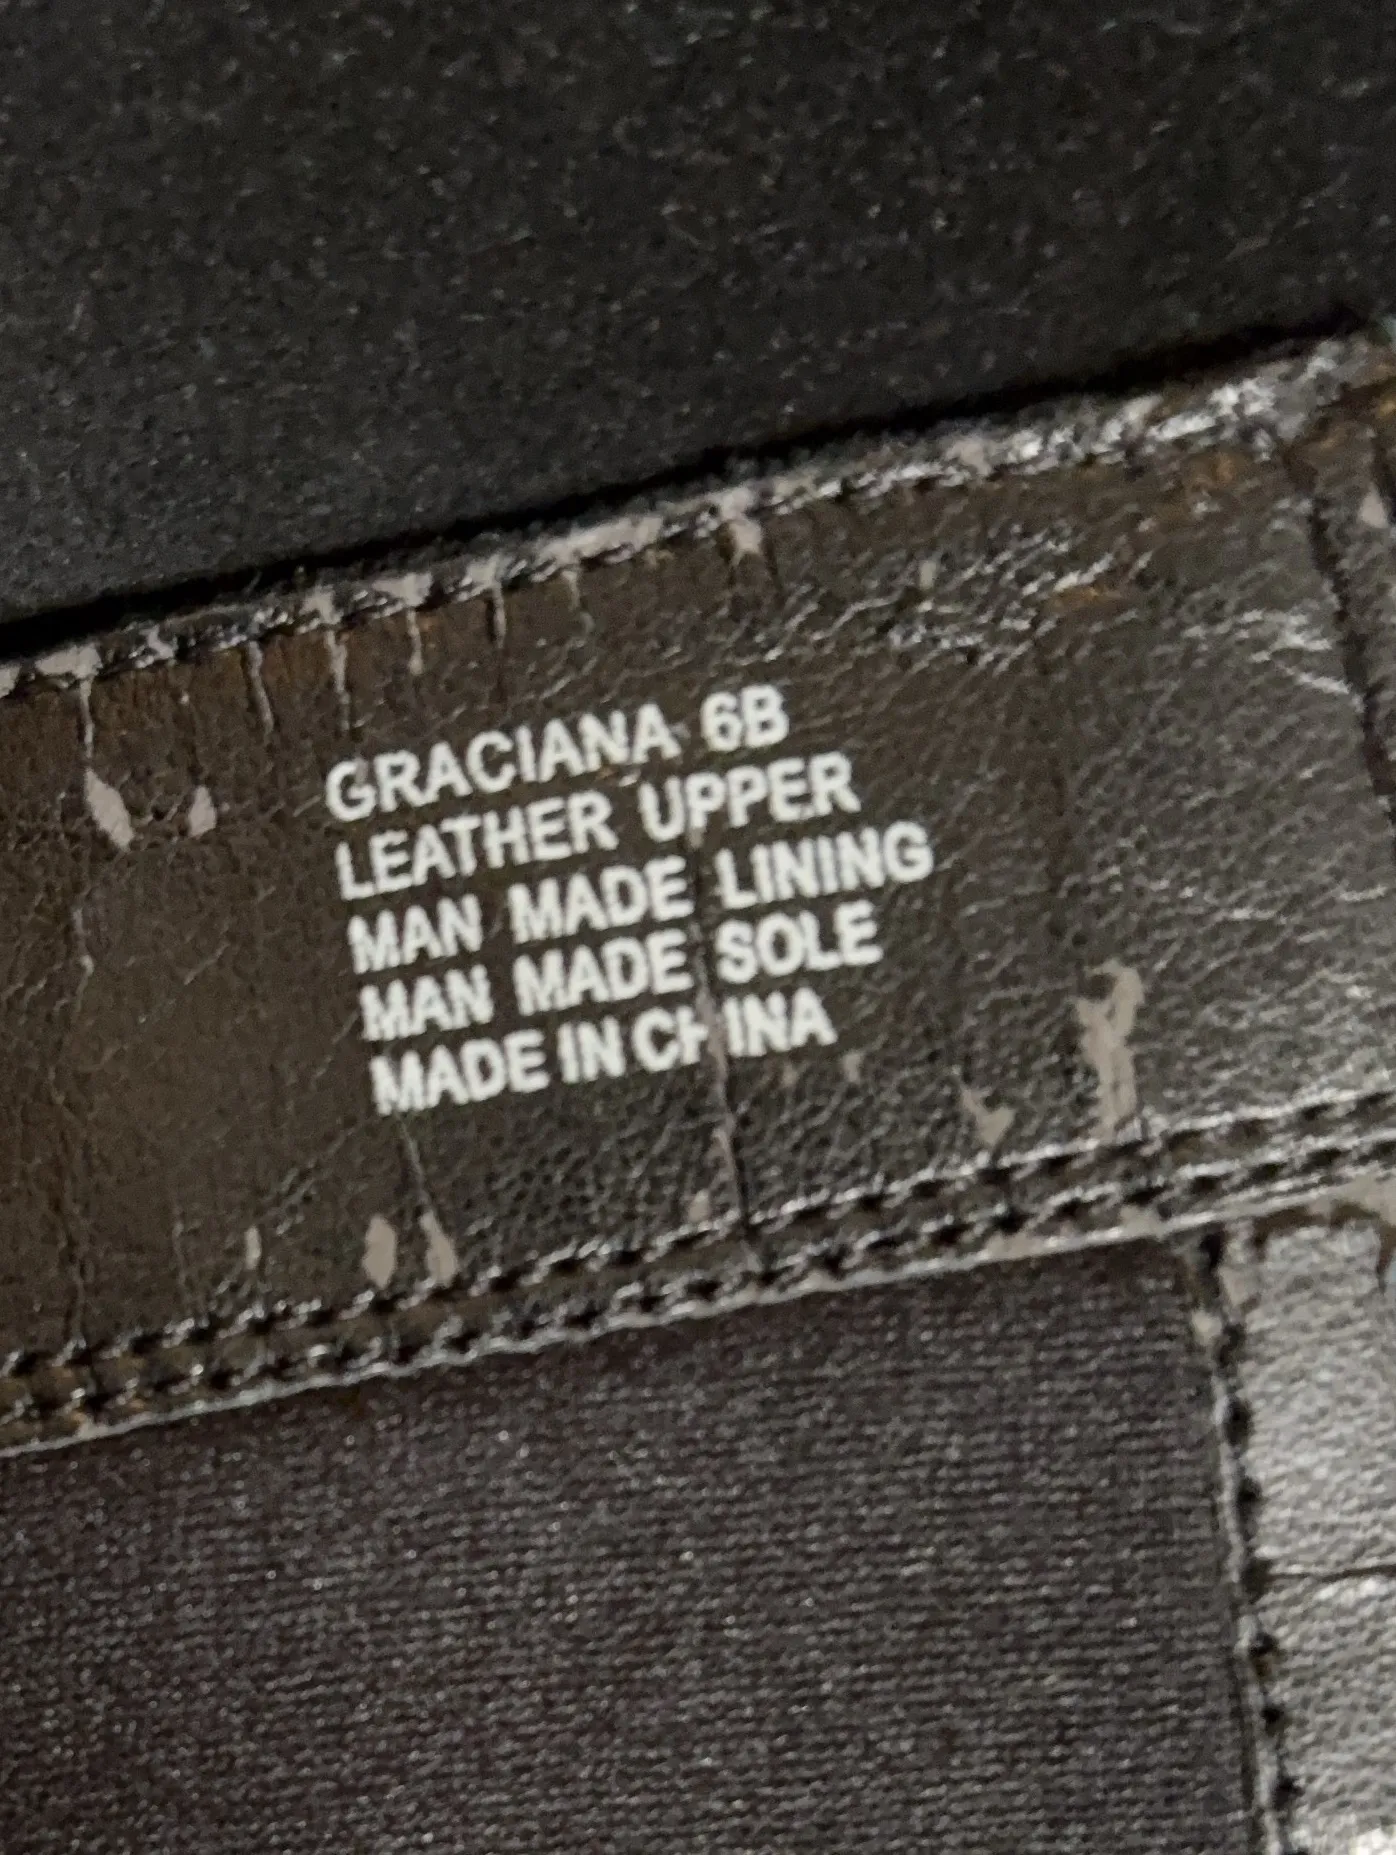 GRACIANA 6B
LEATHER UPPER
MAN MADE LINING
MAN MADE SOLE
MADE IN CHINA